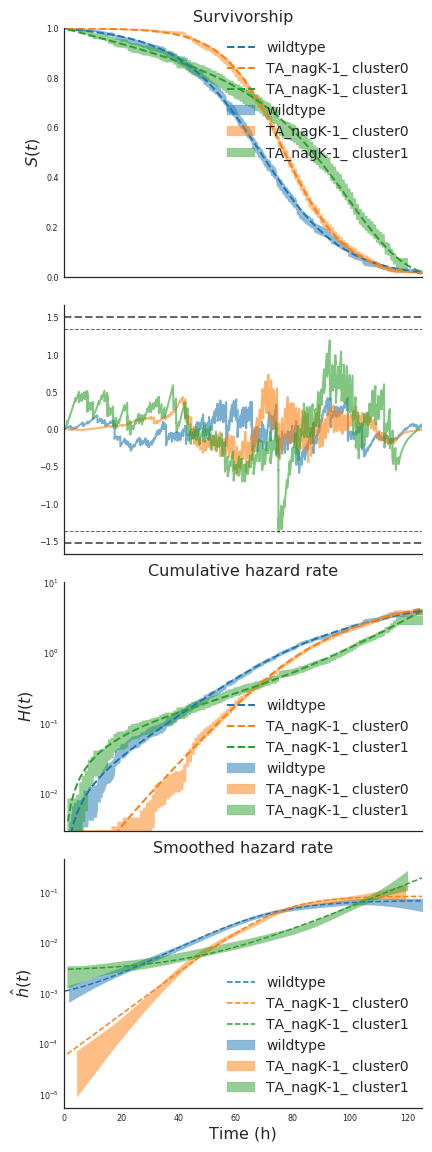 Survivorship
1.0
0.8
0.6
0.4
0.2
0.0
S(t)
wildtype
TA_nagK-1_ cluster0
TA_nagK-1_ cluster1
wildtype
TA_nagK-1_ cluster0
TA_nagK-1_ cluster1
1.5
1.0
0.5
0.0
−0.5
−1.0
−1.5
Cumulative hazard rate
10^1
10^0
10^−1
10^−2
H(t)
wildtype
TA_nagK-1_ cluster0
TA_nagK-1_ cluster1
wildtype
TA_nagK-1_ cluster0
TA_nagK-1_ cluster1
Smoothed hazard rate
10^−1
10^−2
10^−3
10^−4
10^−5
ĥ(t)
wildtype
TA_nagK-1_ cluster0
TA_nagK-1_ cluster1
wildtype
TA_nagK-1_ cluster0
TA_nagK-1_ cluster1
0 20 40 60 80 100 120
Time (h)